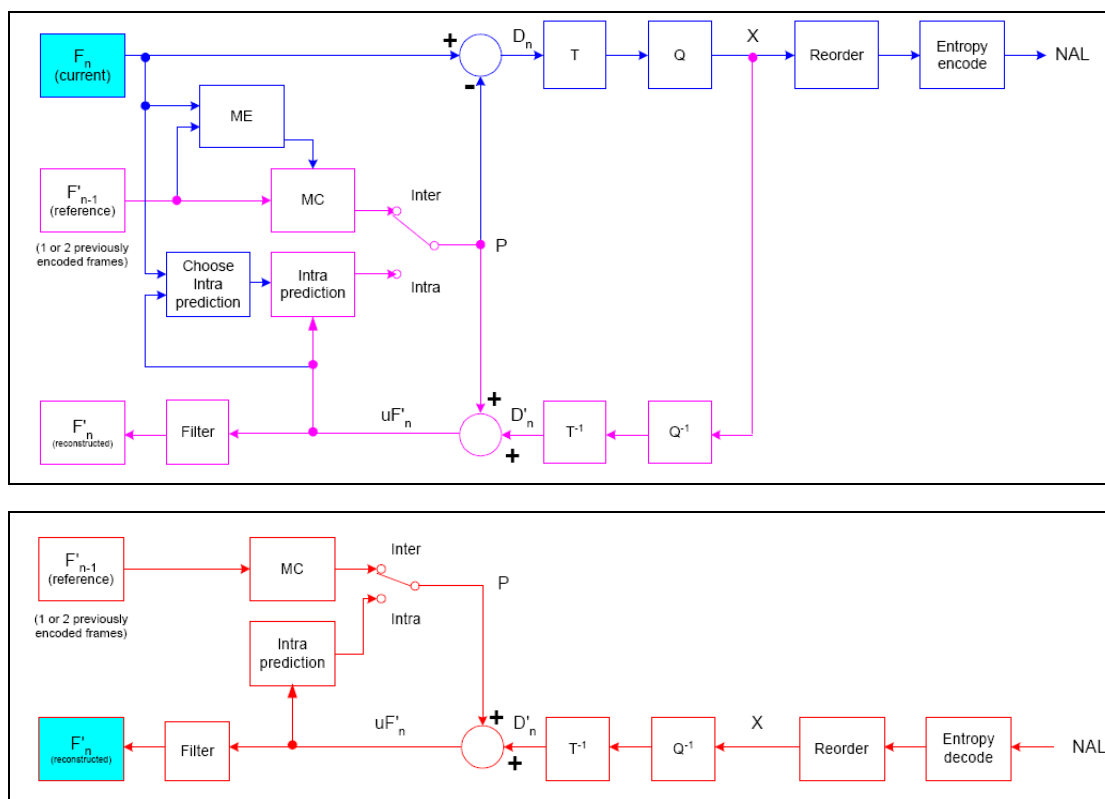 F'n
(current)
+
Dn
T
Q
X
Reorder
Entropy
encode
NAL
-
ME
F'n-1
(reference)
MC
Inter
P
(1 or 2 previously
encoded frames)
Choose
Intra
prediction
Intra
prediction
Intra
+
F'n
(reconstructed)
Filter
uF'n
D'n
+
T-1
Q-1
F'n-1
(reference)
MC
Inter
P
(1 or 2 previously
encoded frames)
Intra
Intra
prediction
+
F'n
(reconstructed)
Filter
uF'n
D'n
+
T-1
Q-1
X
Reorder
Entropy
decode
NAL